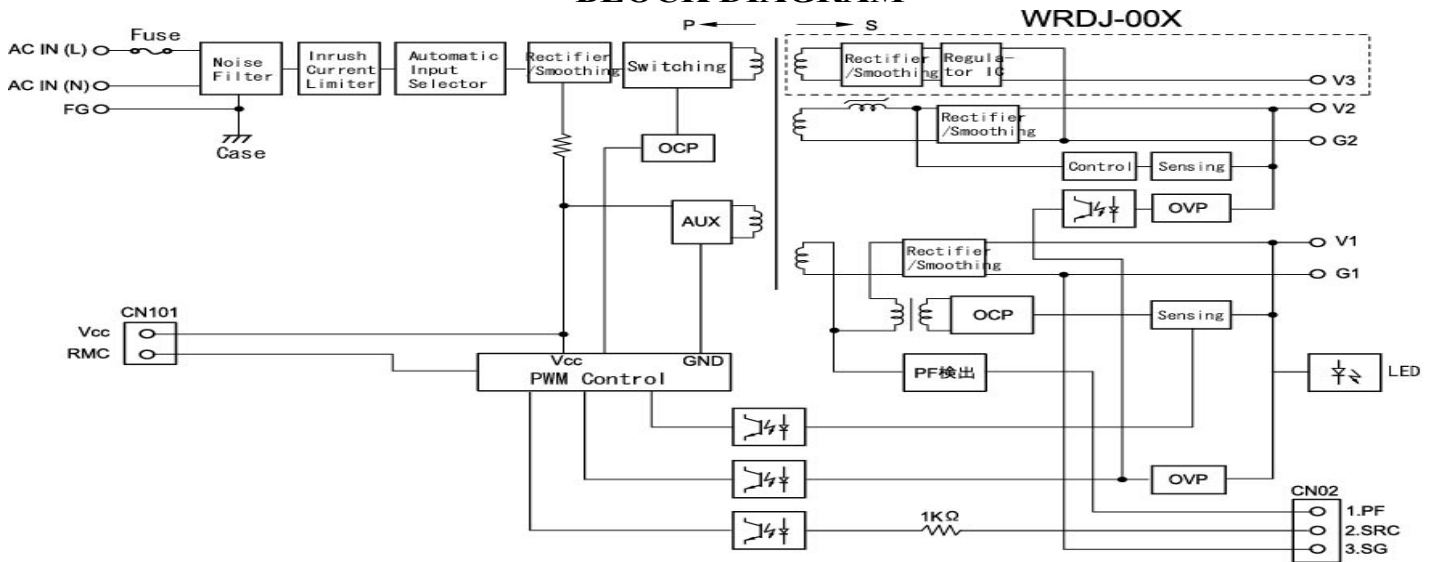 BLOCK DIAGRAM
WRDJ-00X
P
S
Fuse
AC IN (L)
AC IN (N)
FG
Case
Noise
Filter
Inrush
Current
Limiter
Automatic
Input
Selector
Rectifier
/Smoothing
Switching
Rectifier
/Smoothing
Regula-
tor IC
V3
V2
Rectifier
/Smoothing
G2
OCP
Control
Sensing
OVP
AUX
V1
Rectifier
/Smoothing
G1
CN101
Vcc
RMC
OCP
Sensing
Vcc
GND
PWM Control
PF検出
LED
OVP
CN02
1KΩ
1.PF
2.SRC
3.SG